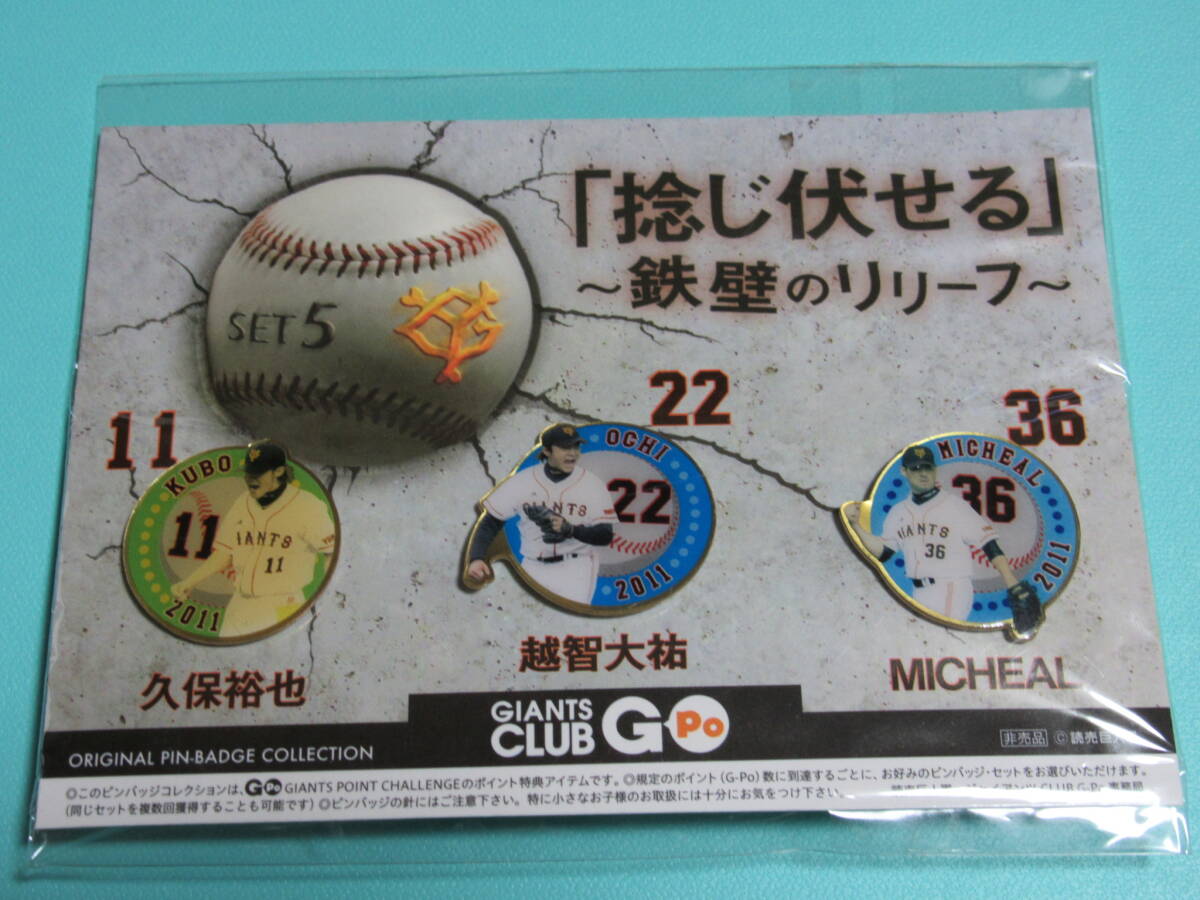 「捻じ伏せる」
～鉄壁のリリーフ～
SET 5
11
22
36
KUBO
11
GIANTS
11
2011
OCHI
22
GIANTS
2011
MICHEAL
36
GIANTS
36
2011
久保裕也
越智大祐
MICHEAL
GIANTS
CLUB G-Po
ORIGINAL PIN-BADGE COLLECTION
非売品 ©読売巨
◎このピンバッジコレクションは、G-Po GIANTS POINT CHALLENGEのポイント特典アイテムです。◎規定のポイント(G-Po)数に到達するごとに、お好みのピンバッジ・セットをお選びいただけます。
(同じセットを複数回獲得することも可能です)◎ピンバッジの針にはご注意下さい。特に小さなお子様のお取扱には十分にお気をつけ下さい。 CLUB G-Po 事務局